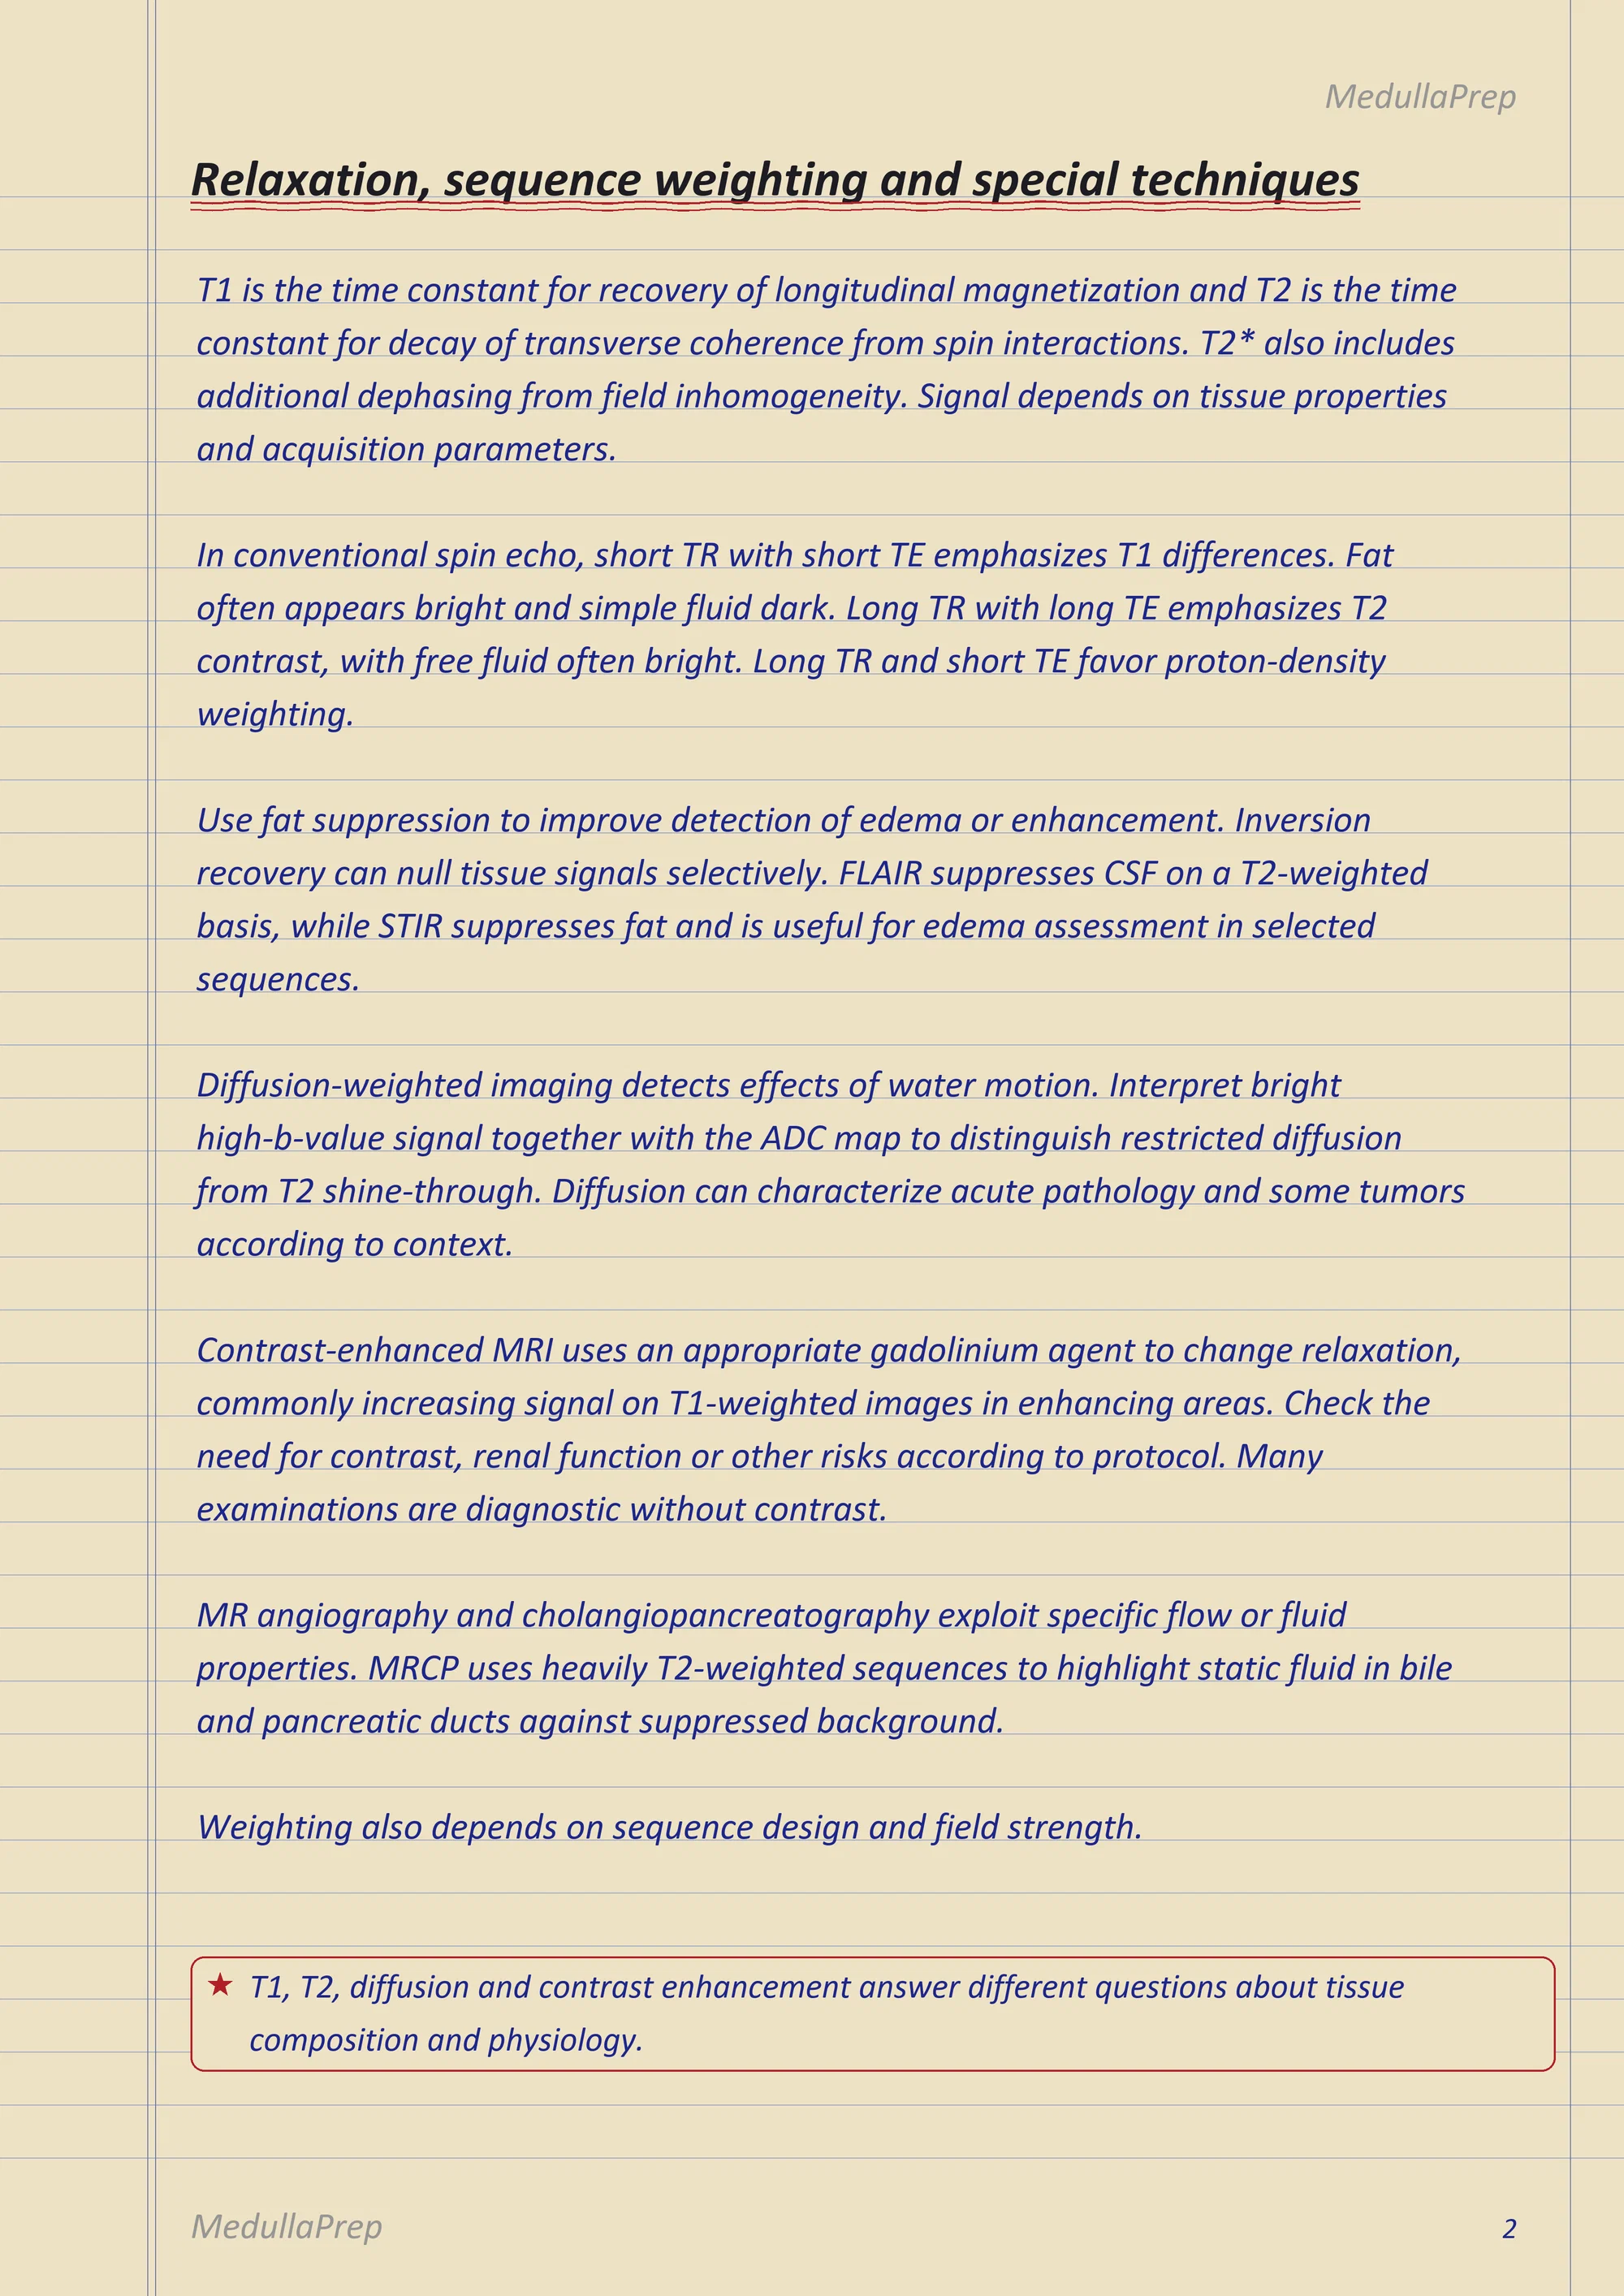 MedullaPrep
Relaxation, sequence weighting and special techniques
T1 is the time constant for recovery of longitudinal magnetization and T2 is the time
constant for decay of transverse coherence from spin interactions. T2* also includes
additional dephasing from field inhomogeneity. Signal depends on tissue properties
and acquisition parameters.
In conventional spin echo, short TR with short TE emphasizes T1 differences. Fat
often appears bright and simple fluid dark. Long TR with long TE emphasizes T2
contrast, with free fluid often bright. Long TR and short TE favor proton-density
weighting.
Use fat suppression to improve detection of edema or enhancement. Inversion
recovery can null tissue signals selectively. FLAIR suppresses CSF on a T2-weighted
basis, while STIR suppresses fat and is useful for edema assessment in selected
sequences.
Diffusion-weighted imaging detects effects of water motion. Interpret bright
high-b-value signal together with the ADC map to distinguish restricted diffusion
from T2 shine-through. Diffusion can characterize acute pathology and some tumors
according to context.
Contrast-enhanced MRI uses an appropriate gadolinium agent to change relaxation,
commonly increasing signal on T1-weighted images in enhancing areas. Check the
need for contrast, renal function or other risks according to protocol. Many
examinations are diagnostic without contrast.
MR angiography and cholangiopancreatography exploit specific flow or fluid
properties. MRCP uses heavily T2-weighted sequences to highlight static fluid in bile
and pancreatic ducts against suppressed background.
Weighting also depends on sequence design and field strength.
★ T1, T2, diffusion and contrast enhancement answer different questions about tissue
composition and physiology.
MedullaPrep
2